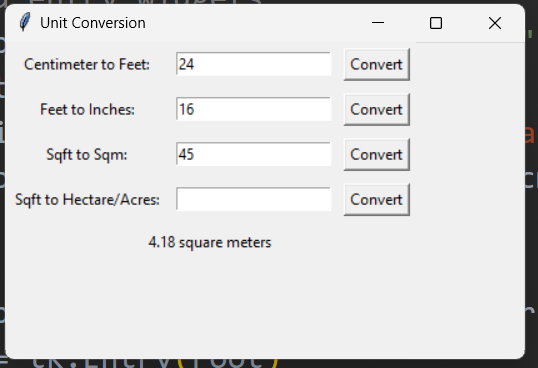 Unit Conversion
Centimeter to Feet: 24 Convert
Feet to Inches: 16 Convert
Sqft to Sqm: 45 Convert
Sqft to Hectare/Acres: Convert
4.18 square meters